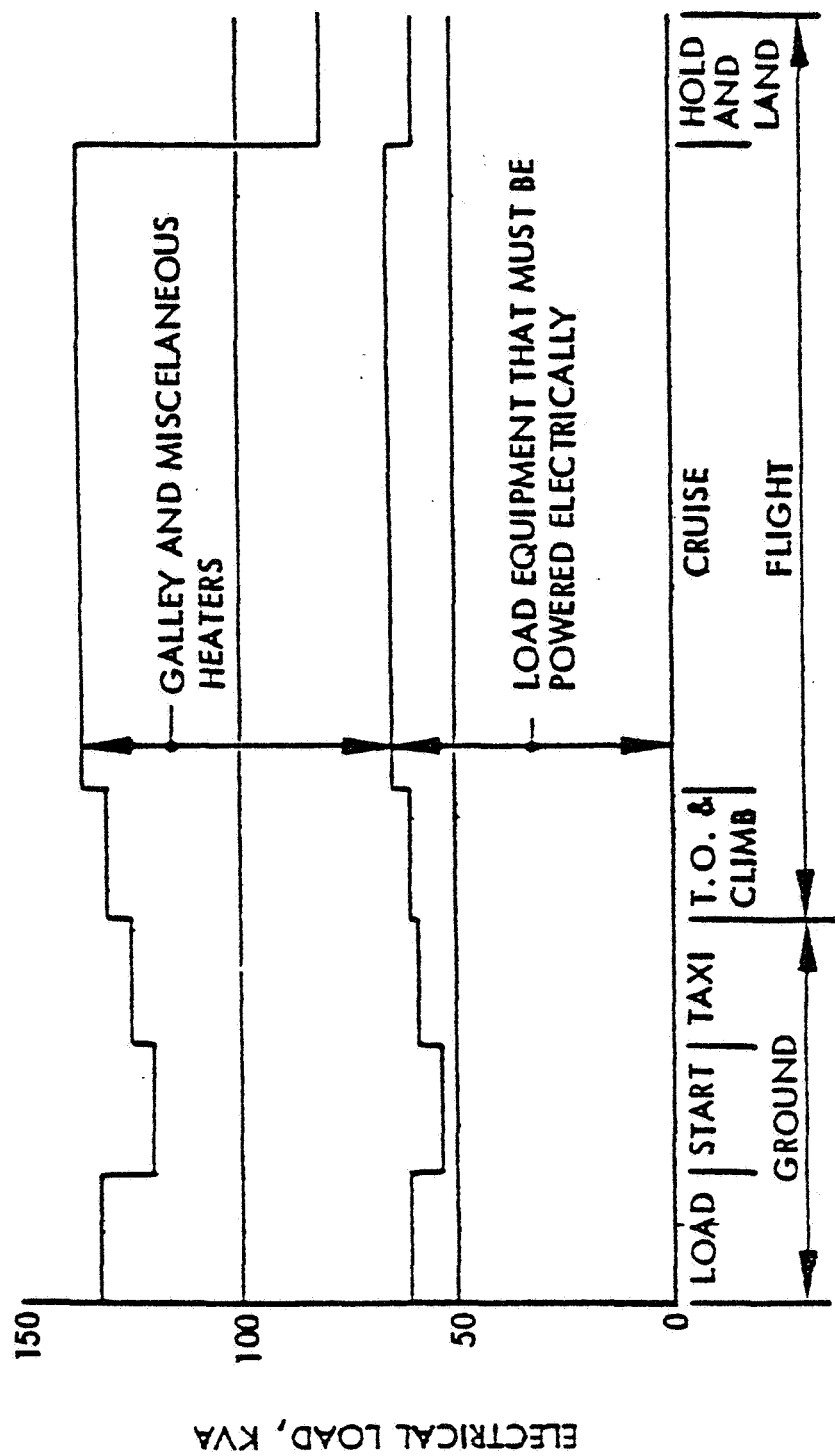 ELECTRICAL LOAD, KVA
150
100
50
0
GALLEY AND MISCELANEOUS
HEATERS
LOAD EQUIPMENT THAT MUST BE
POWERED ELECTRICALLY
LOAD START TAXI T.O. & CRUISE HOLD
CLIMB AND
LAND
GROUND FLIGHT